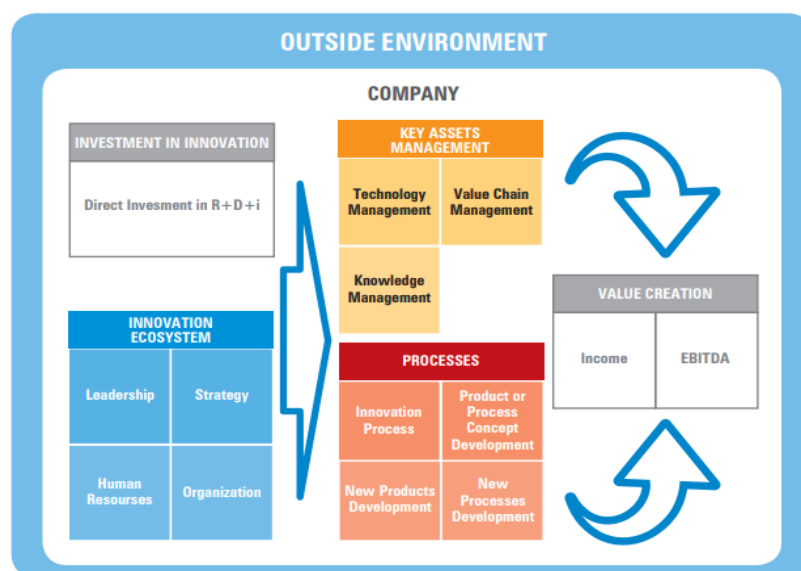 OUTSIDE ENVIRONMENT
COMPANY
INVESTMENT IN INNOVATION
Direct Invesment in R+D+i
INNOVATION
ECOSYSTEM
Leadership
Strategy
Human
Resourses
Organization
KEY ASSETS
MANAGEMENT
Technology
Management
Value Chain
Management
Knowledge
Management
PROCESSES
Innovation
Process
Product or
Process
Concept
Development
New Products
Development
New
Processes
Development
VALUE CREATION
Income
EBITDA